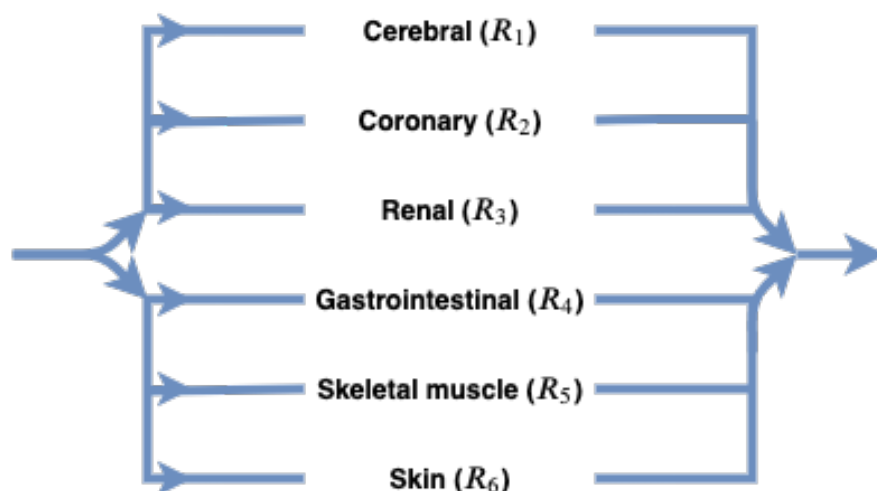 Cerebral (R₁)
Coronary (R₂)
Renal (R₃)
Gastrointestinal (R₄)
Skeletal muscle (R₅)
Skin (R₆)